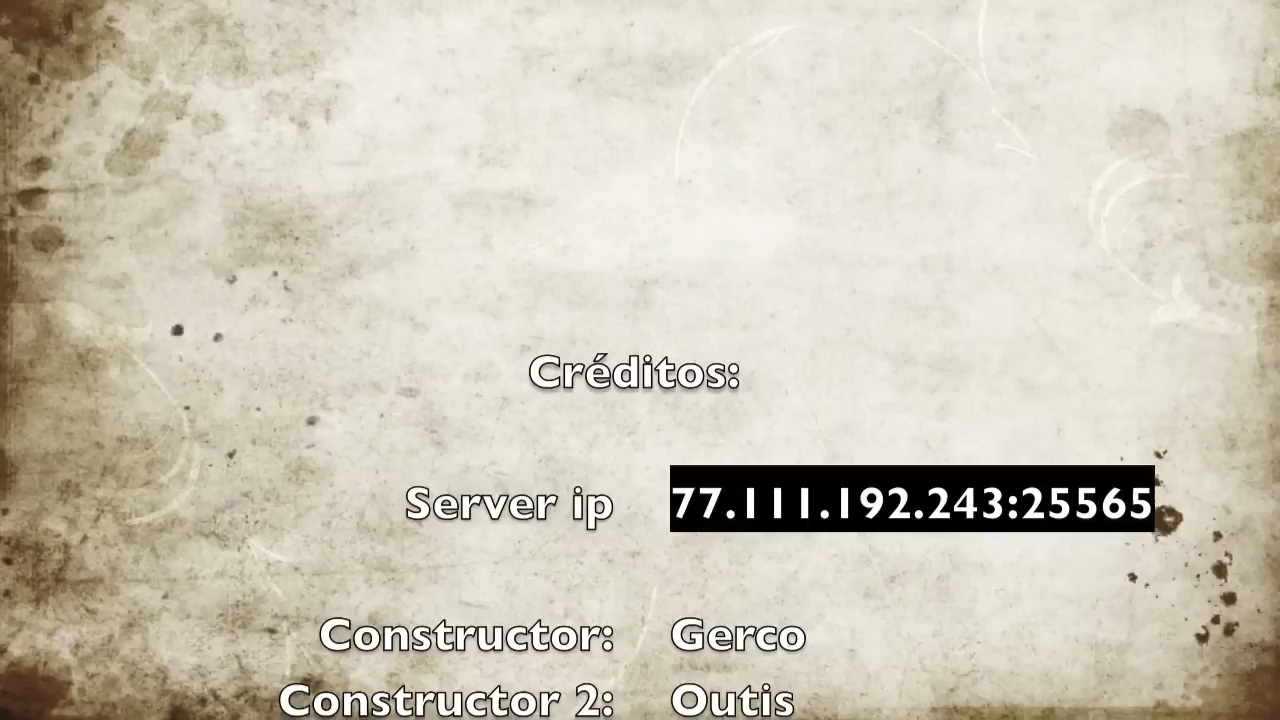 Créditos:
Server ip 77.111.192.243:25565
Constructor: Gerco
Constructor 2: Outis